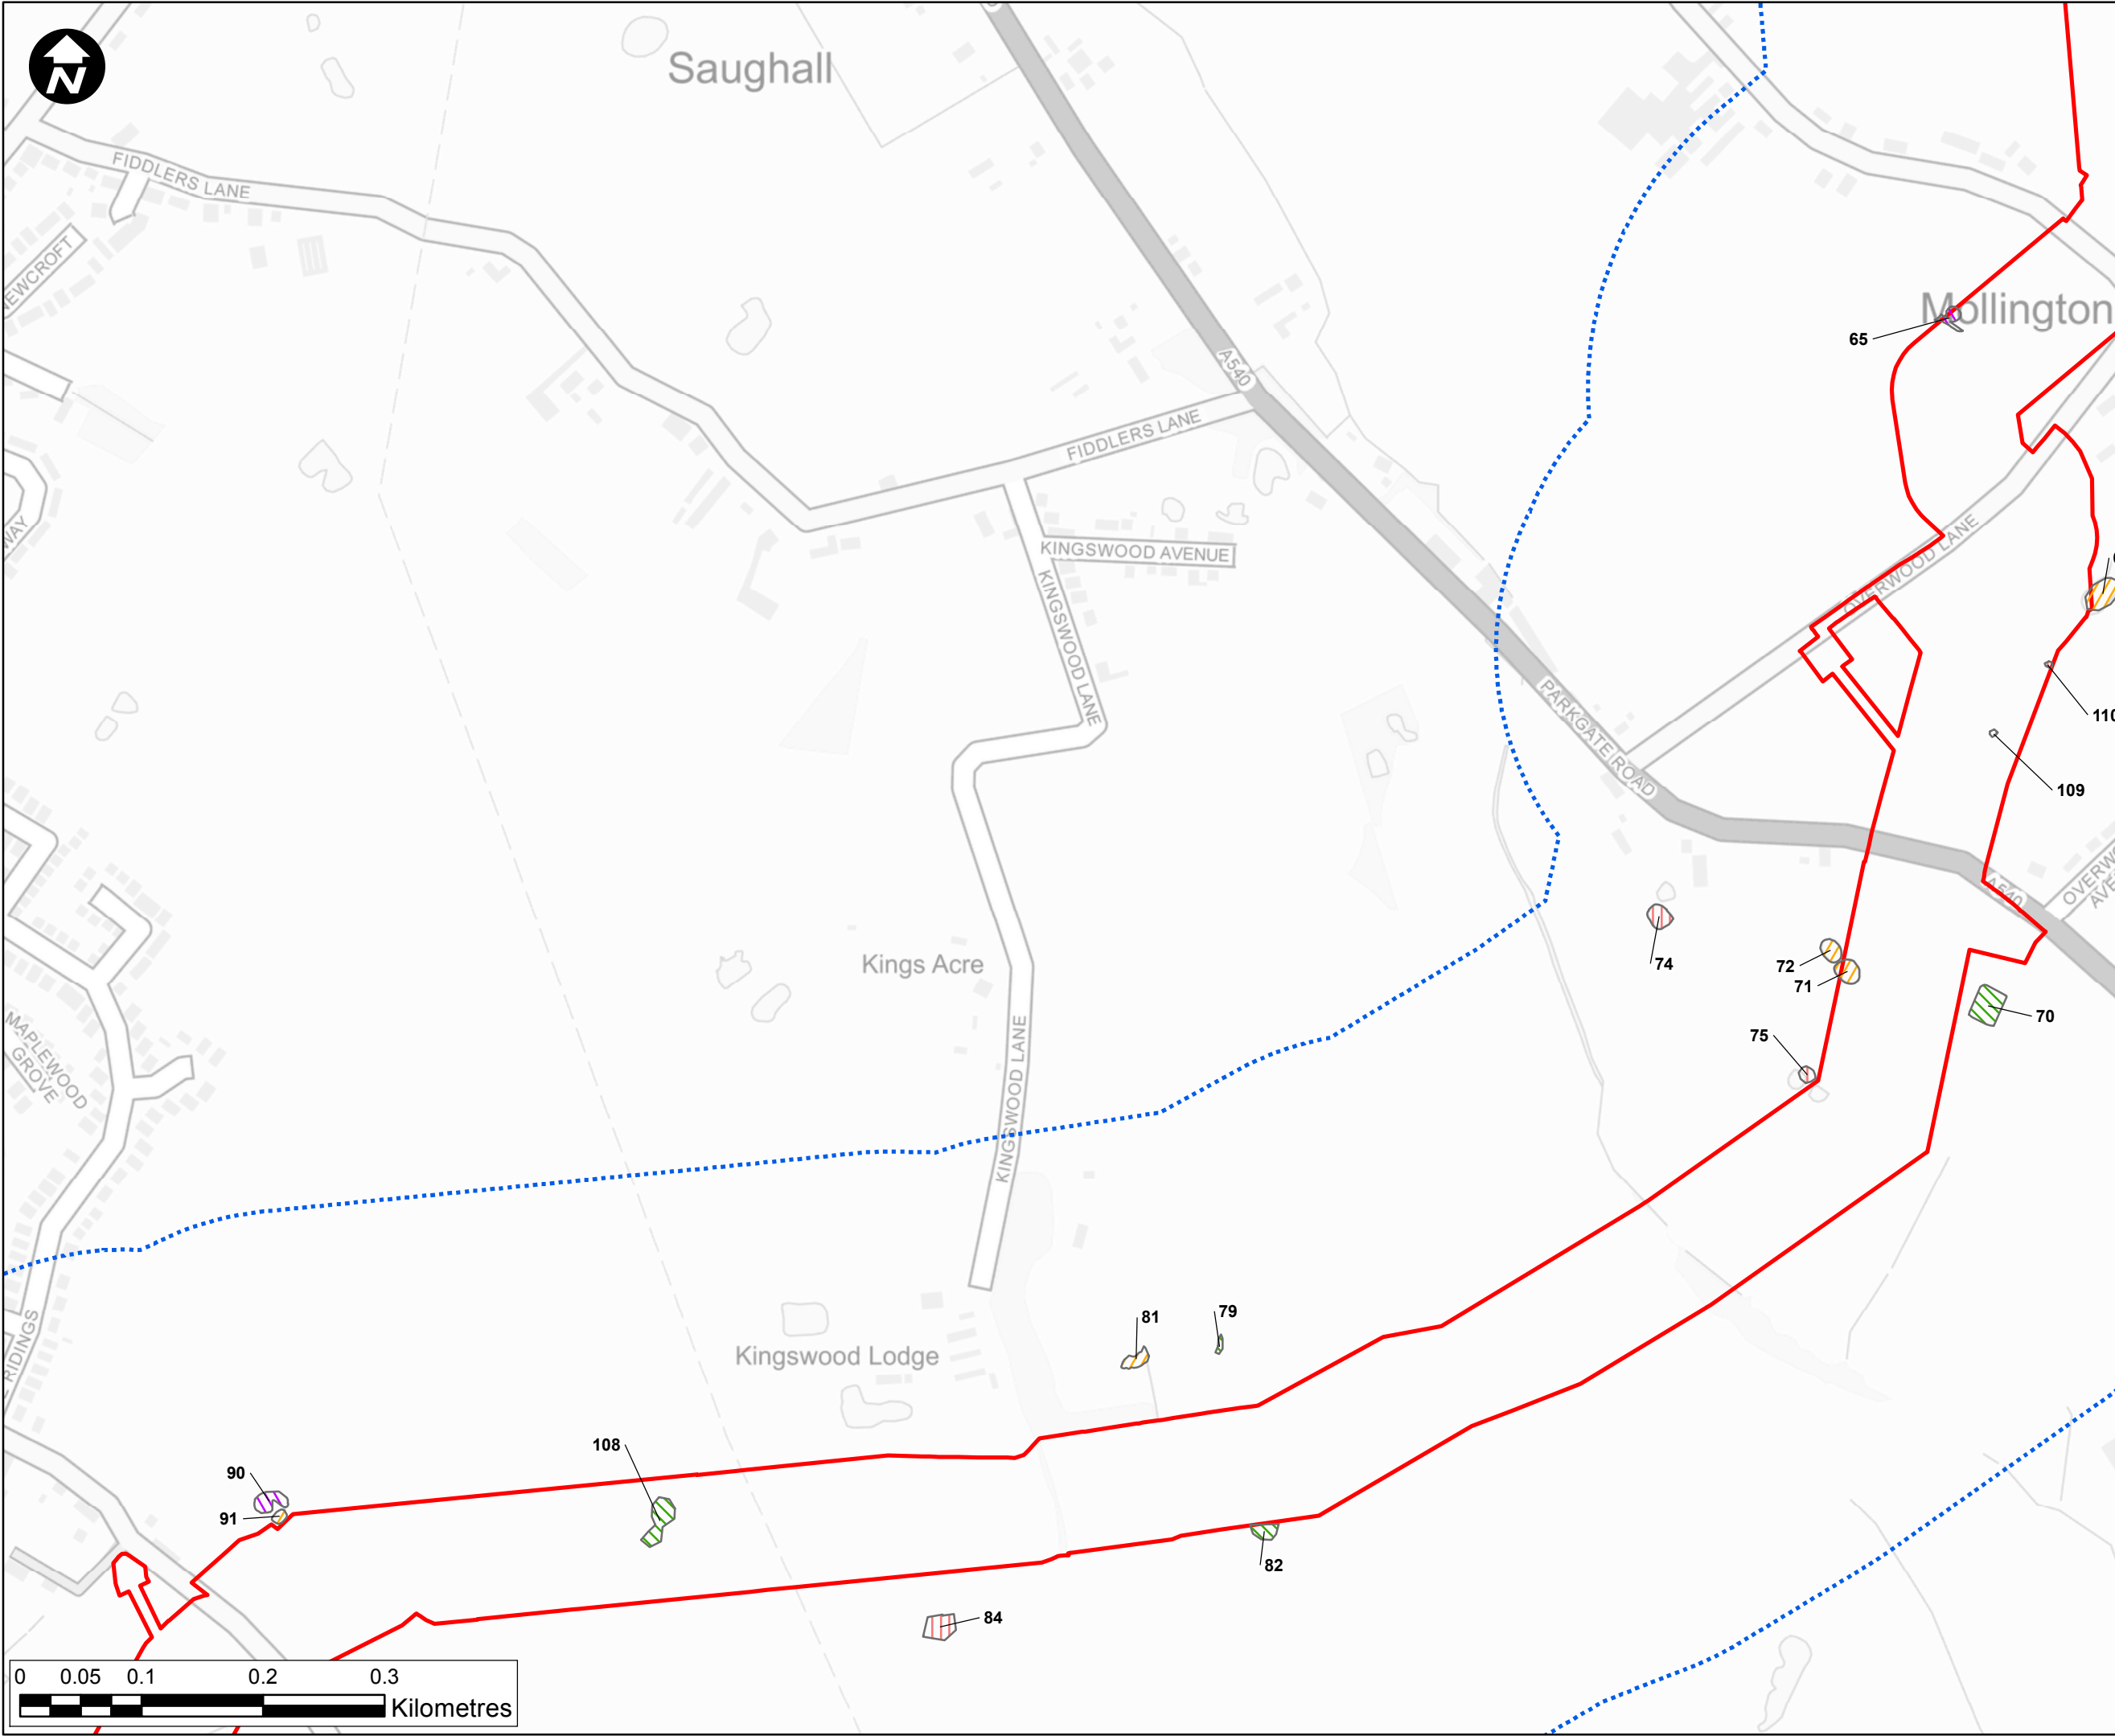 N
Saughall
FIDDLERS LANE
Mollington
65
A540
FIDDLERS LANE
KINGSWOOD AVENUE
KINGSWOOD LANE
OVERWOOD LANE
WAY
110
PARKGATE ROAD
109
A540
74
72
71
70
75
Kings Acre
MAPLEWOOD
GROVE
KINGSWOOD LANE
81
79
RIDINGS
Kingswood Lodge
108
90
91
82
84
0 0.05 0.1 0.2 0.3
Kilometres